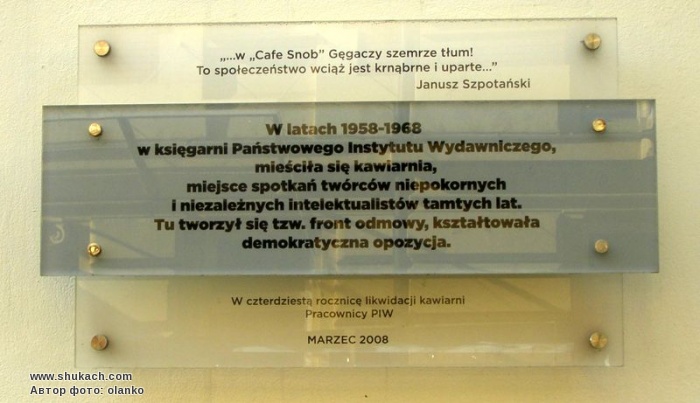 „...w „Cafe Snob” Gęgaczy szemrze tłum!
To społeczeństwo wciąż jest krnąbrne i uparte...”
Janusz Szpotański
W latach 1958-1968
w księgarni Państwowego Instytutu Wydawniczego,
mieściła się kawiarnia,
miejsce spotkań twórców niepokornych
i niezależnych intelektualistów tamtych lat.
Tu tworzył się tzw. front odmowy, kształtowała
demokratyczna opozycja.
W czterdziestą rocznicę likwidacji kawiarni
Pracownicy PIW
MARZEC 2008
www.shukach.com
Автор фото: olanko